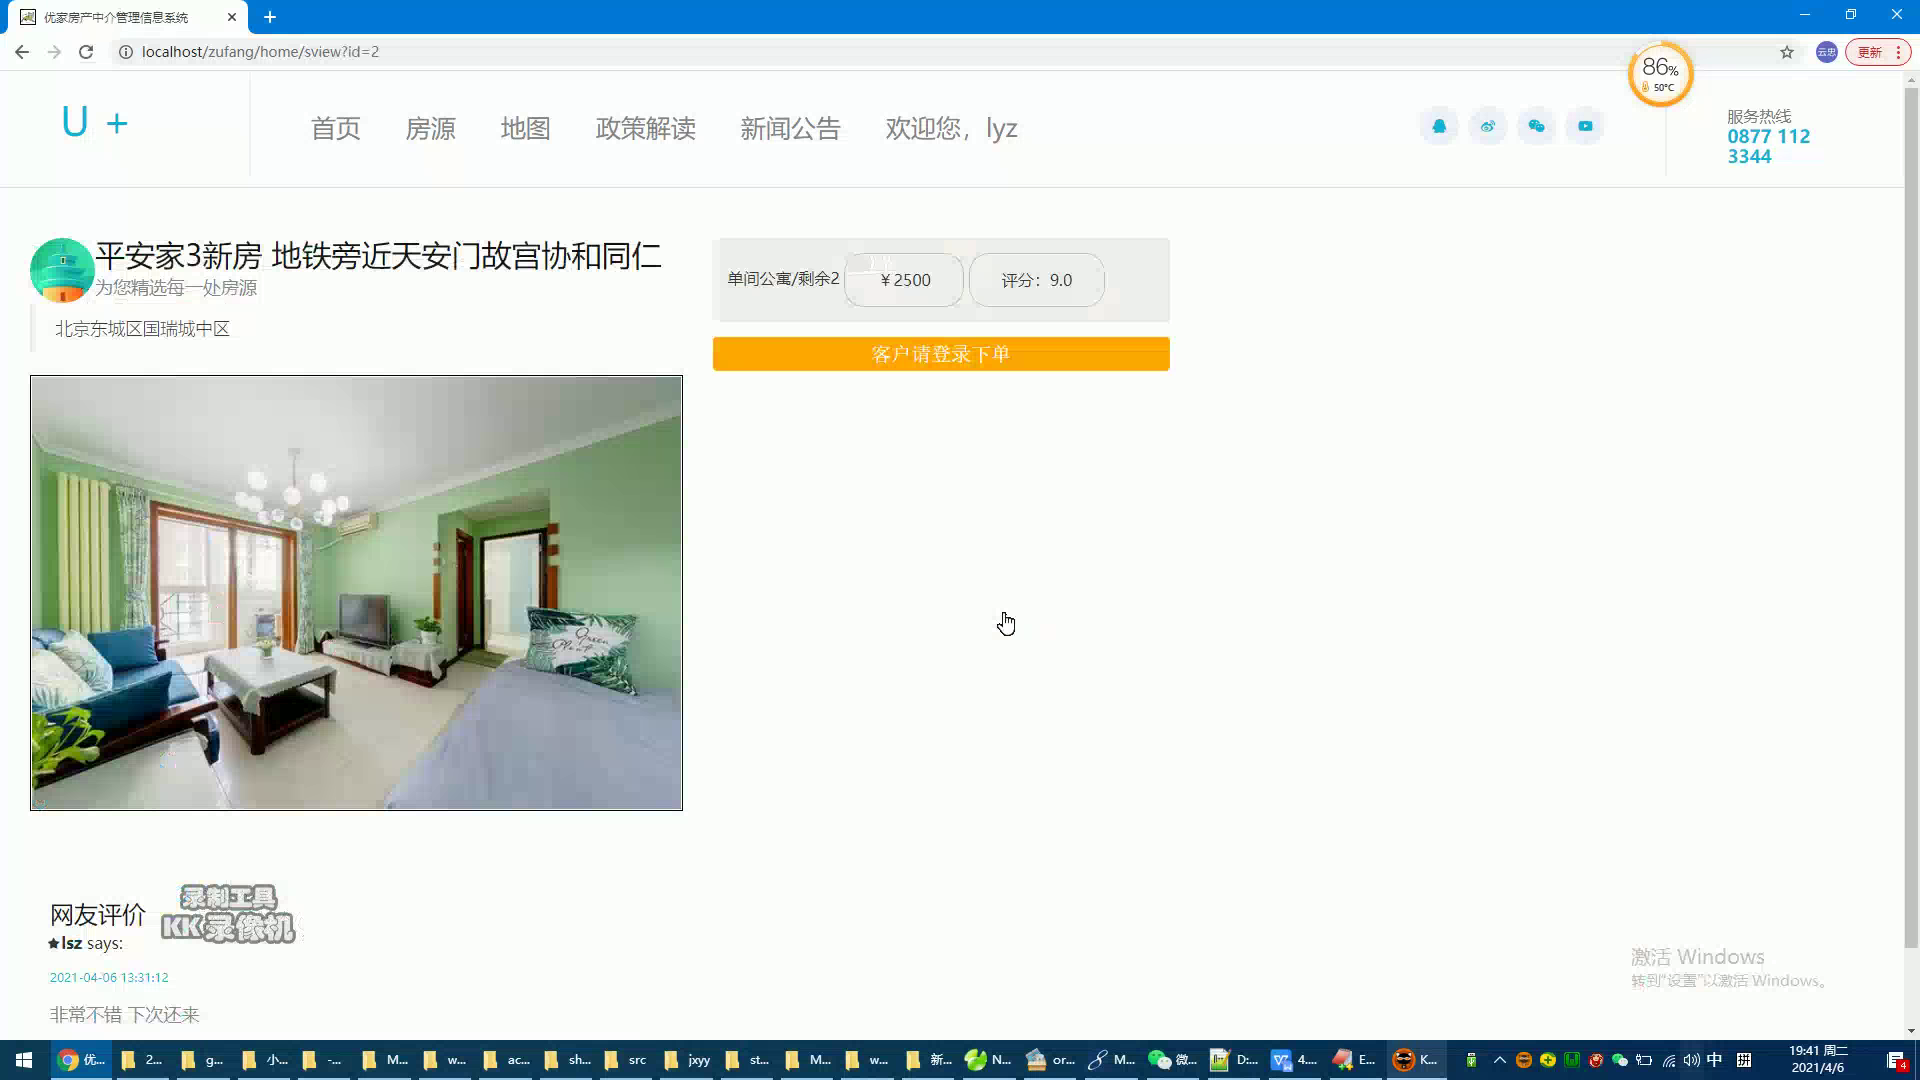 优家房产中介管理信息系统
localhost/zufang/home/sview?id=2
更新
86%
50°C
U +
首页
房源
地图
政策解读
新闻公告
欢迎您，lyz
服务热线
0877 112
3344
平安家3新房 地铁旁近天安门故宫协和同仁
为您精选每一处房源
北京东城区国瑞城中区
单间公寓/剩余2
￥2500
评分：9.0
客户请登录下单
Green
Plant
网友评价
录制工具
KK录像机
lsz says:
2021-04-06 13:31:12
非常不错 下次还来
激活 Windows
转到“设置”以激活 Windows。
优...
2...
g...
小...
-...
M...
w...
ac...
sh...
src
jxyy
st...
M...
w...
新...
N...
or...
M...
微...
D:...
4...
E...
K...
中
拼
19:41 周二
2021/4/6
4